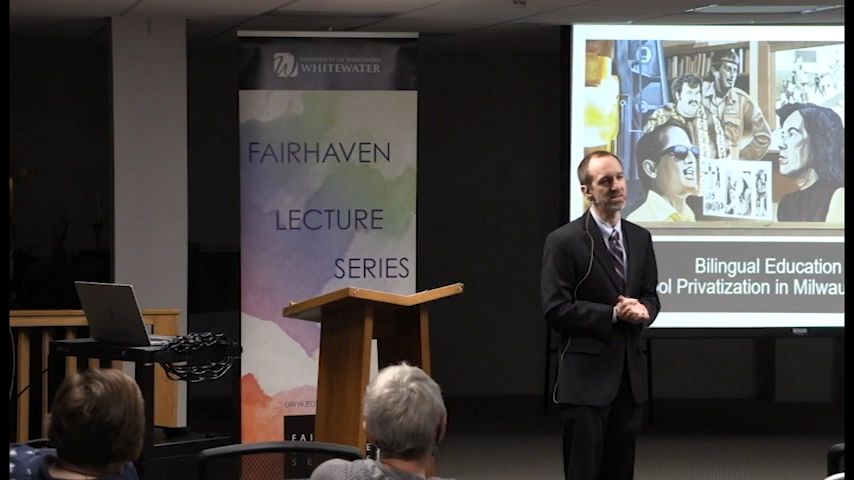 UNIVERSITY OF WISCONSIN
WHITEWATER
FAIRHAVEN
LECTURE
SERIES
Bilingual Education
ol Privatization in Milwau